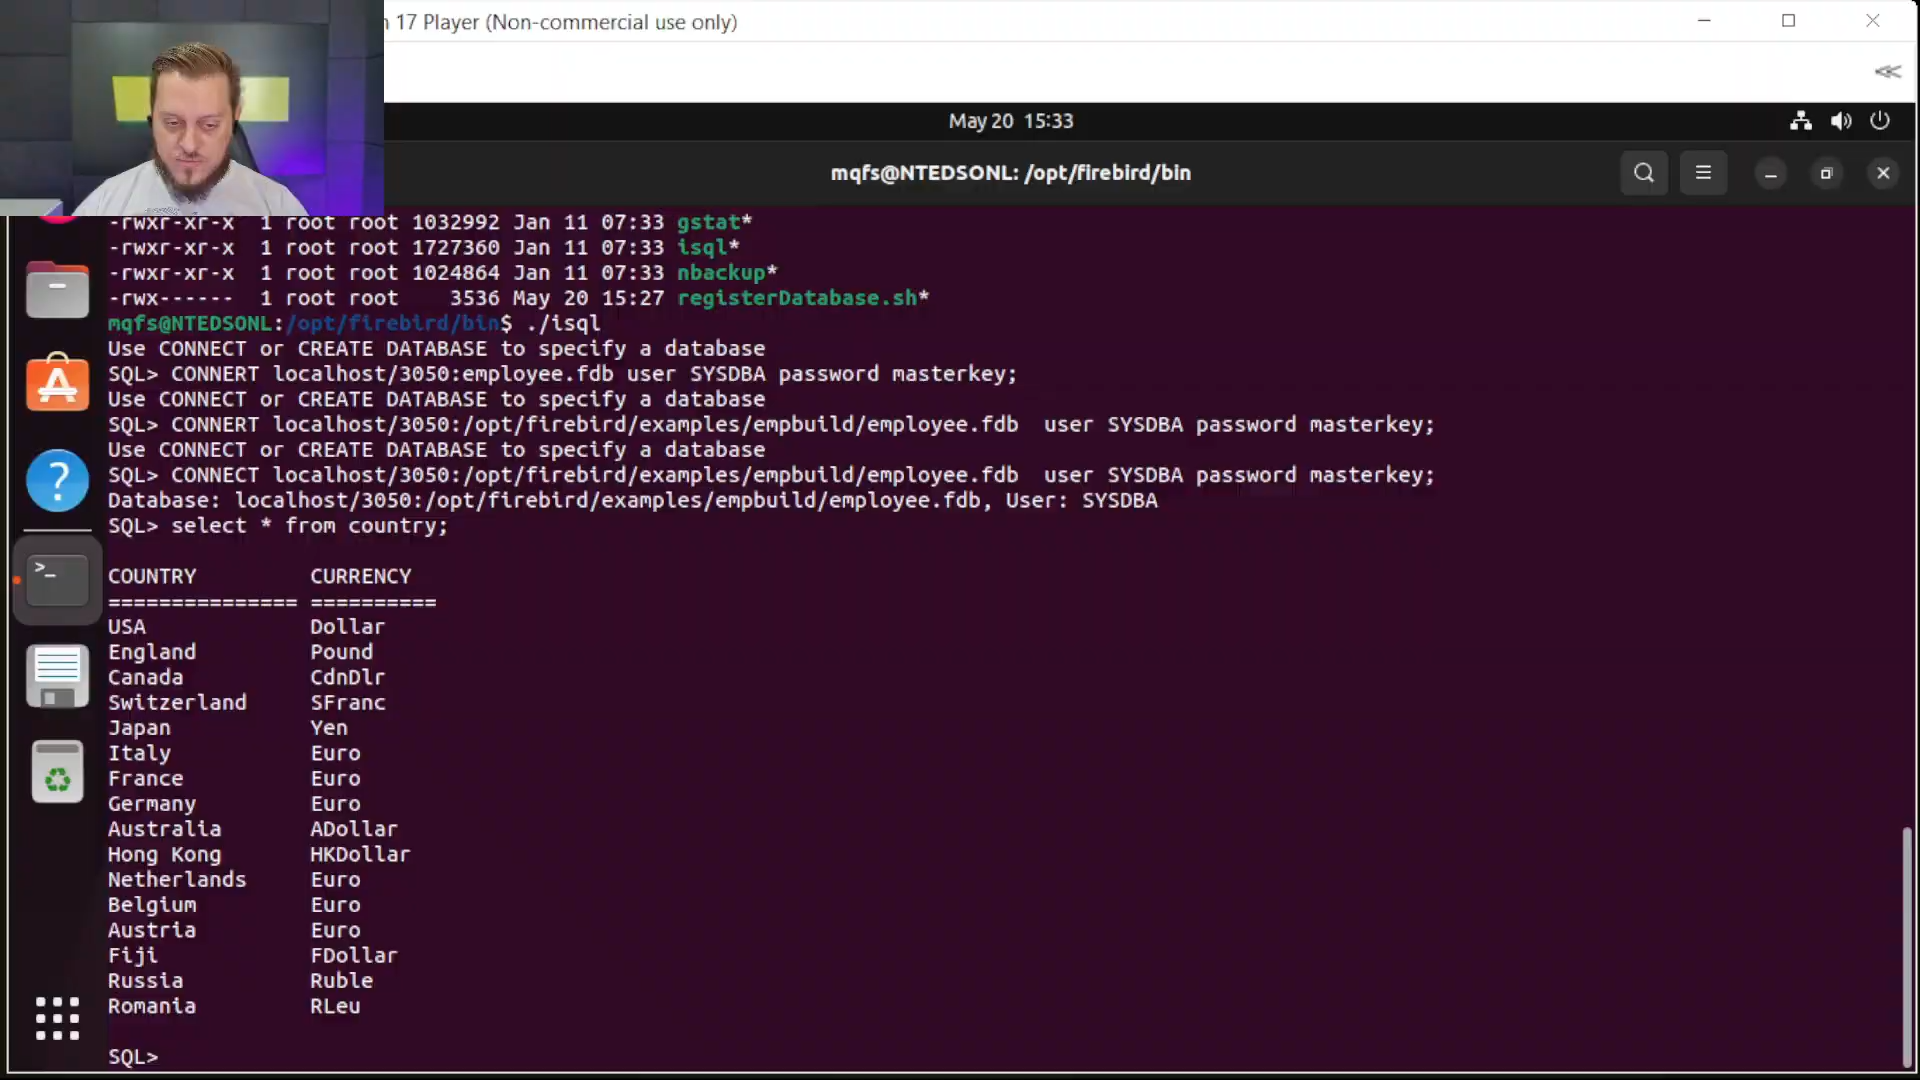 17 Player (Non-commercial use only)
May 20 15:33
mqfs@NTEDSONL: /opt/firebird/bin
-rwxr-xr-x 1 root root 1032992 Jan 11 07:33 gstat*
-rwxr-xr-x 1 root root 1727360 Jan 11 07:33 isql*
-rwxr-xr-x 1 root root 1024864 Jan 11 07:33 nbackup*
-rwx------ 1 root root 3536 May 20 15:27 registerDatabase.sh*
mqfs@NTEDSONL:/opt/firebird/bin$ ./isql
Use CONNECT or CREATE DATABASE to specify a database
SQL> CONNERT localhost/3050:employee.fdb user SYSDBA password masterkey;
Use CONNECT or CREATE DATABASE to specify a database
SQL> CONNERT localhost/3050:/opt/firebird/examples/empbuild/employee.fdb  user SYSDBA password masterkey;
Use CONNECT or CREATE DATABASE to specify a database
SQL> CONNECT localhost/3050:/opt/firebird/examples/empbuild/employee.fdb  user SYSDBA password masterkey;
Database: localhost/3050:/opt/firebird/examples/empbuild/employee.fdb, User: SYSDBA
SQL> select * from country;
COUNTRY CURRENCY
=============== ==========
USA Dollar
England Pound
Canada CdnDlr
Switzerland SFranc
Japan Yen
Italy Euro
France Euro
Germany Euro
Australia ADollar
Hong Kong HKDollar
Netherlands Euro
Belgium Euro
Austria Euro
Fiji FDollar
Russia Ruble
Romania RLeu
SQL>